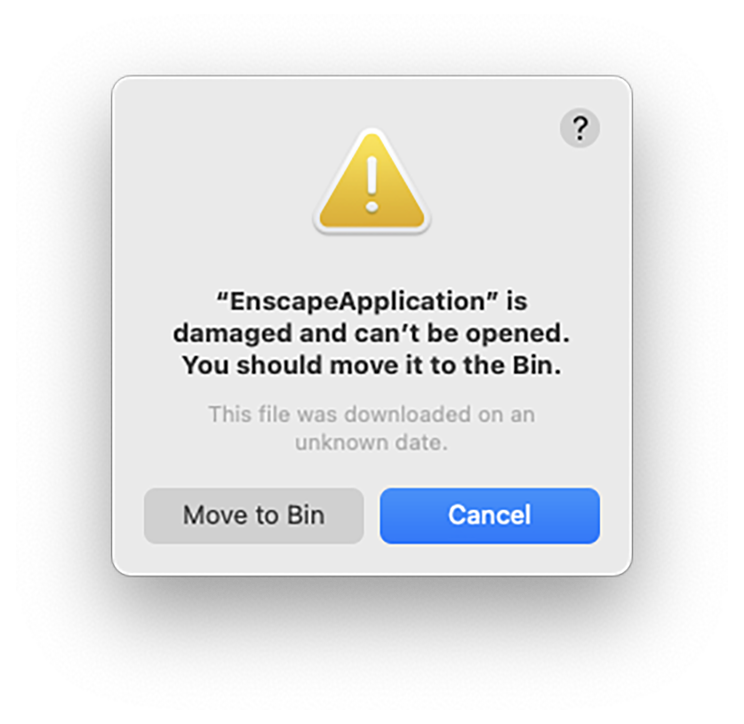 ?
“EnscapeApplication” is
damaged and can’t be opened.
You should move it to the Bin.
This file was downloaded on an
unknown date.
Move to Bin
Cancel